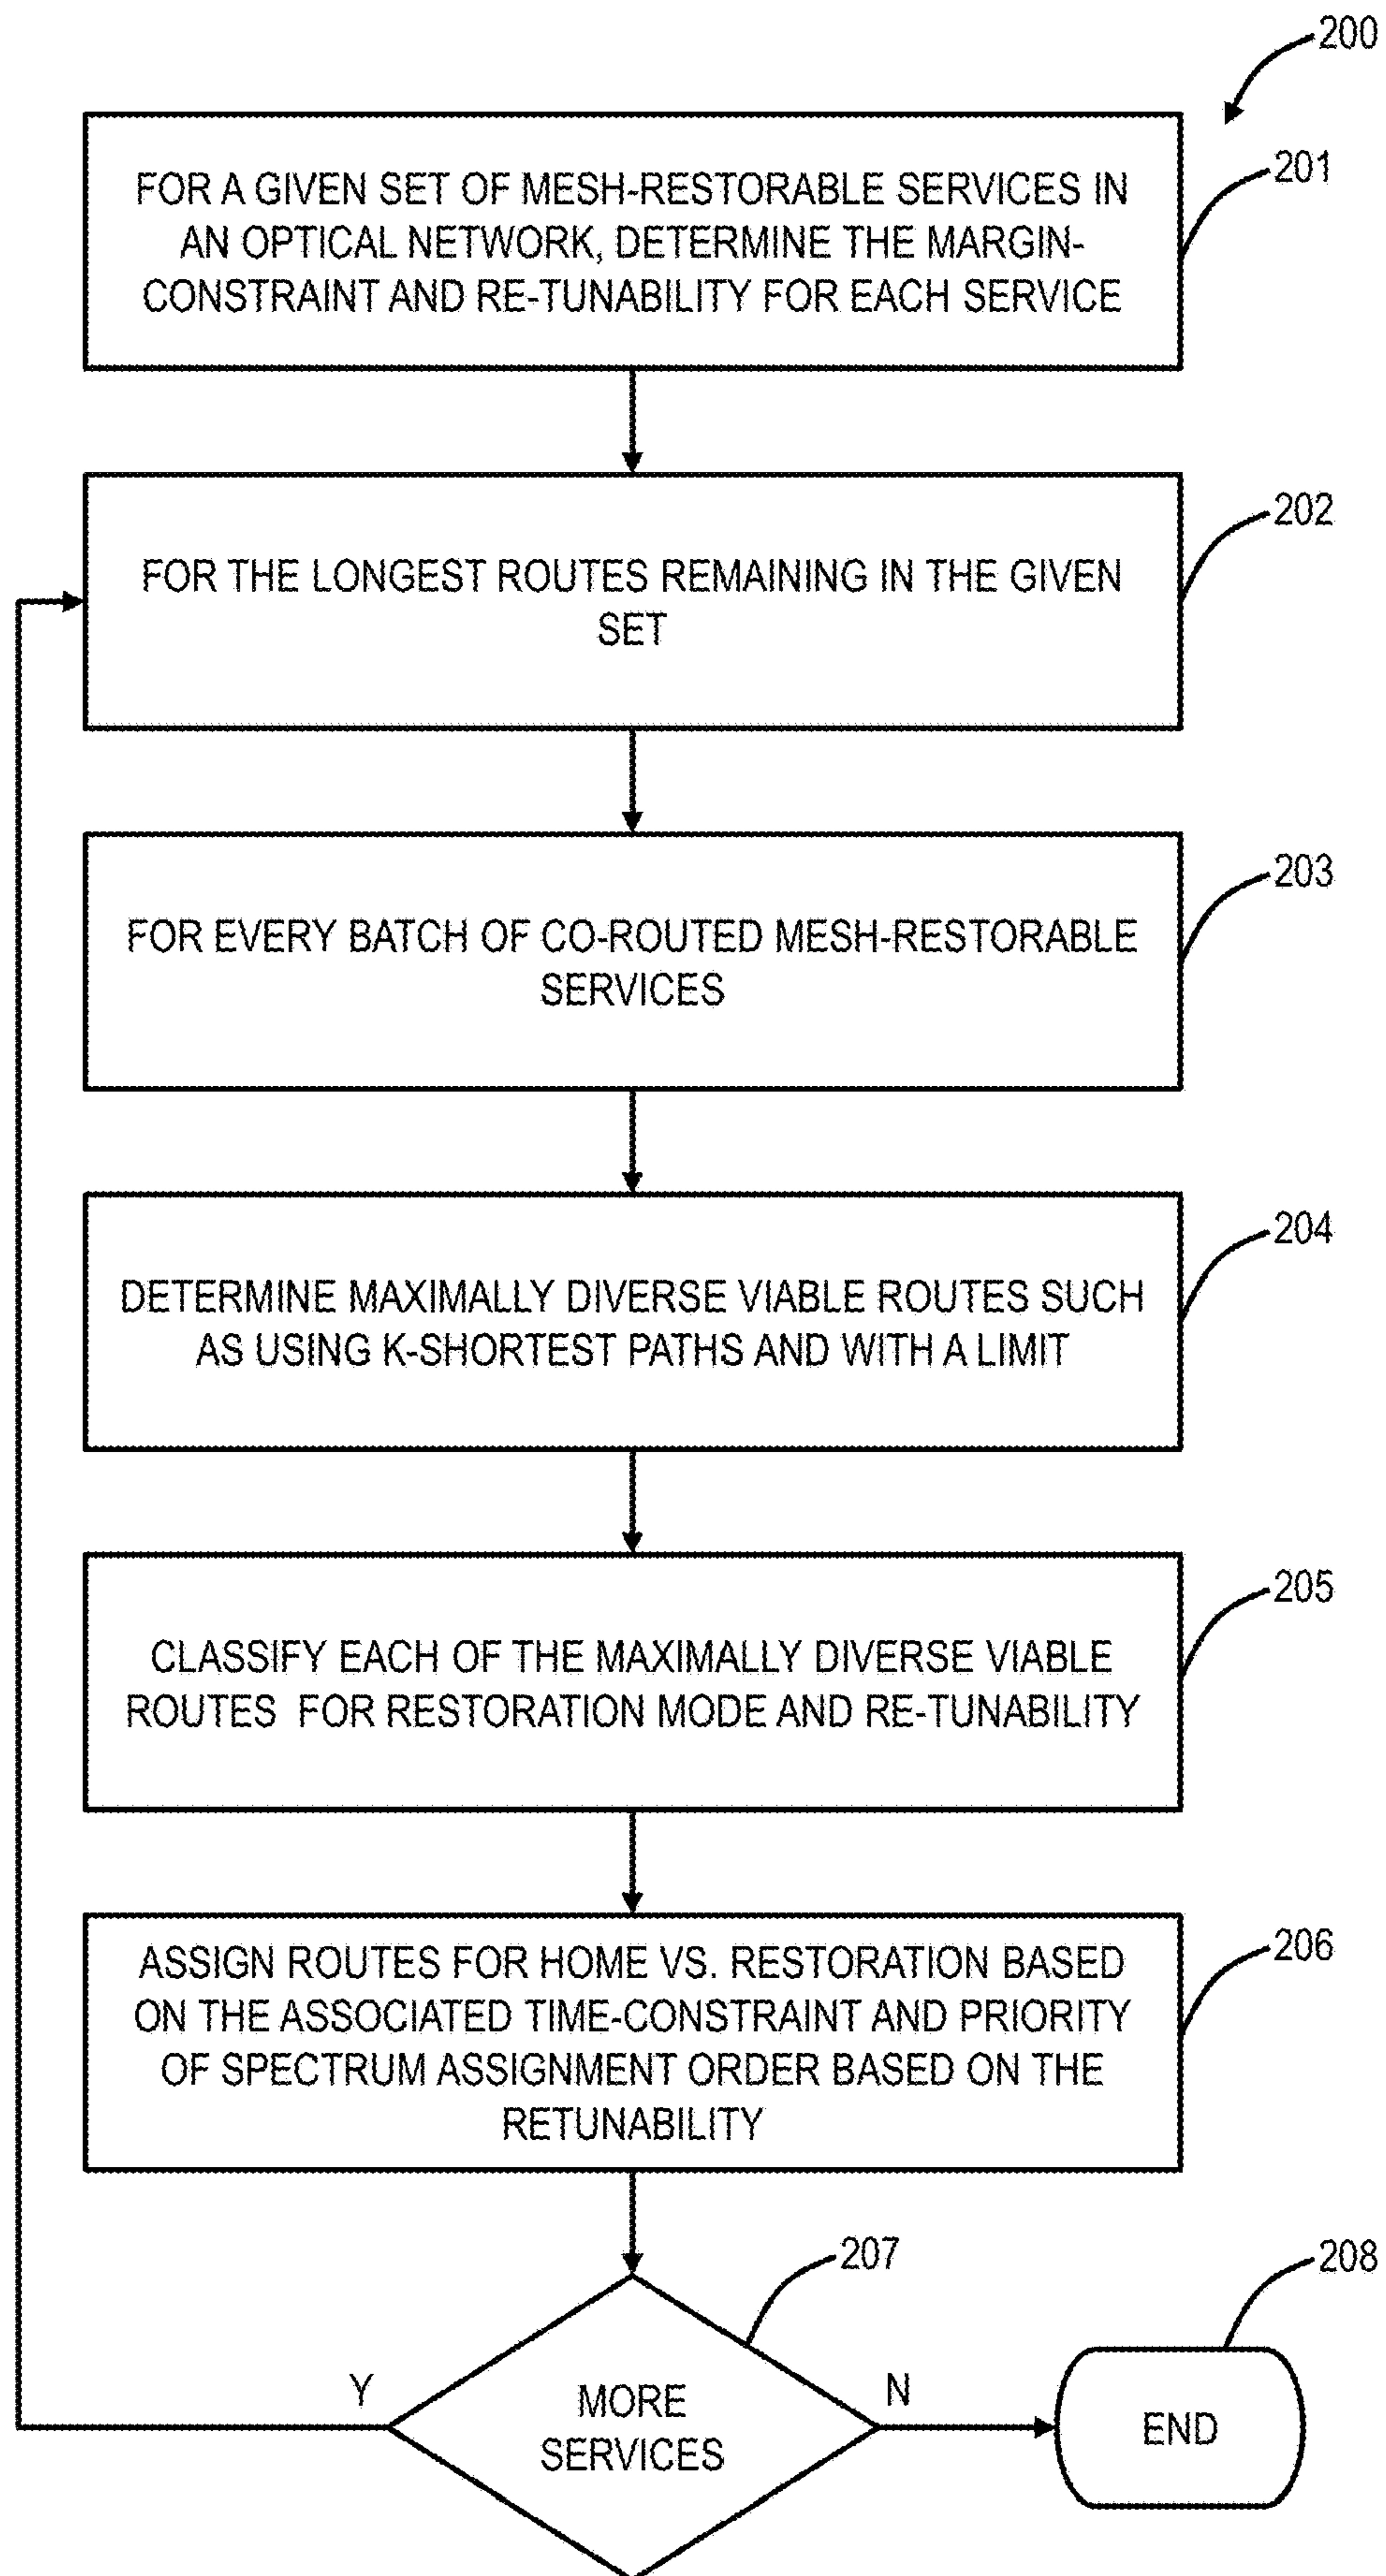 200
201
FOR A GIVEN SET OF MESH-RESTORABLE SERVICES IN
AN OPTICAL NETWORK, DETERMINE THE MARGIN-
CONSTRAINT AND RE-TUNABILITY FOR EACH SERVICE
202
FOR THE LONGEST ROUTES REMAINING IN THE GIVEN
SET
203
FOR EVERY BATCH OF CO-ROUTED MESH-RESTORABLE
SERVICES
204
DETERMINE MAXIMALLY DIVERSE VIABLE ROUTES SUCH
AS USING K-SHORTEST PATHS AND WITH A LIMIT
205
CLASSIFY EACH OF THE MAXIMALLY DIVERSE VIABLE
ROUTES FOR RESTORATION MODE AND RE-TUNABILITY
206
ASSIGN ROUTES FOR HOME VS. RESTORATION BASED
ON THE ASSOCIATED TIME-CONSTRAINT AND PRIORITY
OF SPECTRUM ASSIGNMENT ORDER BASED ON THE
RETUNABILITY
207
208
Y
MORE
SERVICES
N
END